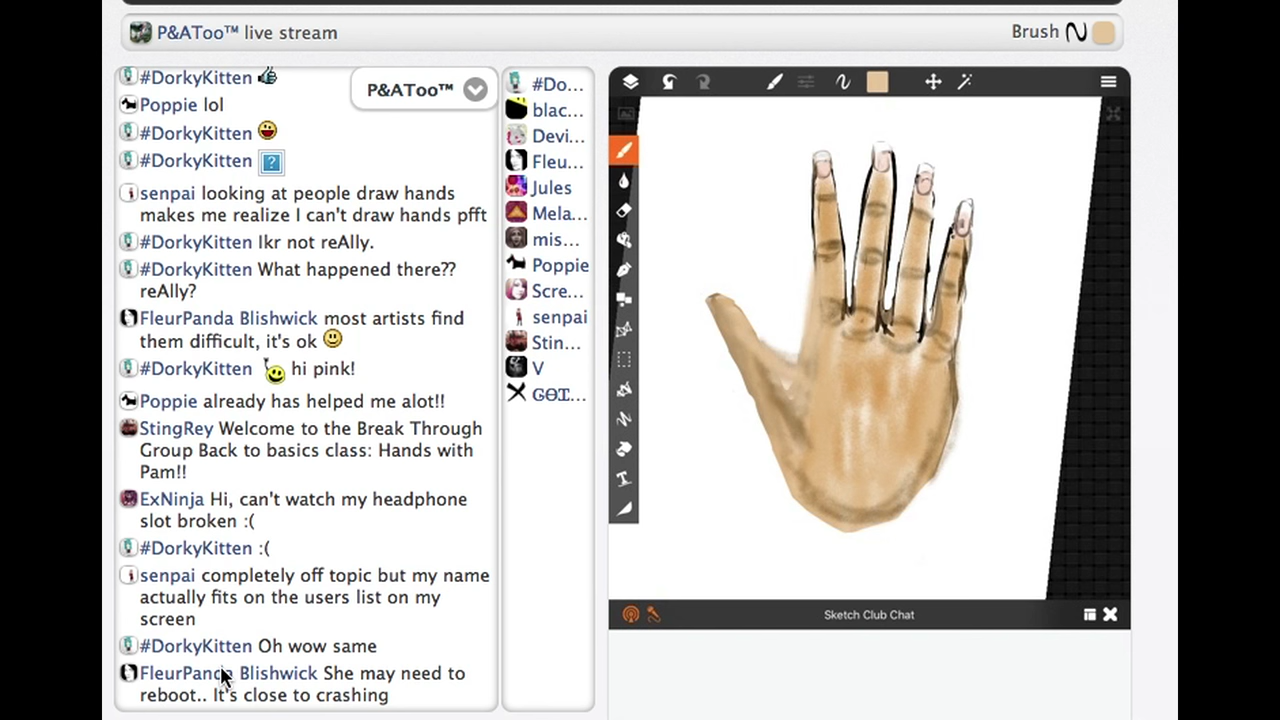 P&AToo™ live stream
Brush
#DorkyKitten
P&AToo™
Poppie lol
#DorkyKitten
#DorkyKitten
senpai looking at people draw hands
makes me realize I can't draw hands pfft
#DorkyKitten Ikr not reAlly.
#DorkyKitten What happened there??
reAlly?
FleurPanda Blishwick most artists find
them difficult, it's ok
#DorkyKitten hi pink!
Poppie already has helped me alot!!
StingRey Welcome to the Break Through
Group Back to basics class: Hands with
Pam!!
ExNinja Hi, can't watch my headphone
slot broken :(
#DorkyKitten :(
senpai completely off topic but my name
actually fits on the users list on my
screen
#DorkyKitten Oh wow same
FleurPanda Blishwick She may need to
reboot.. It's close to crashing
#Do...
blac...
Devi...
Fleu...
Jules
Mela...
mis...
Poppie
Scre...
senpai
Stin...
V
Sketch Club Chat